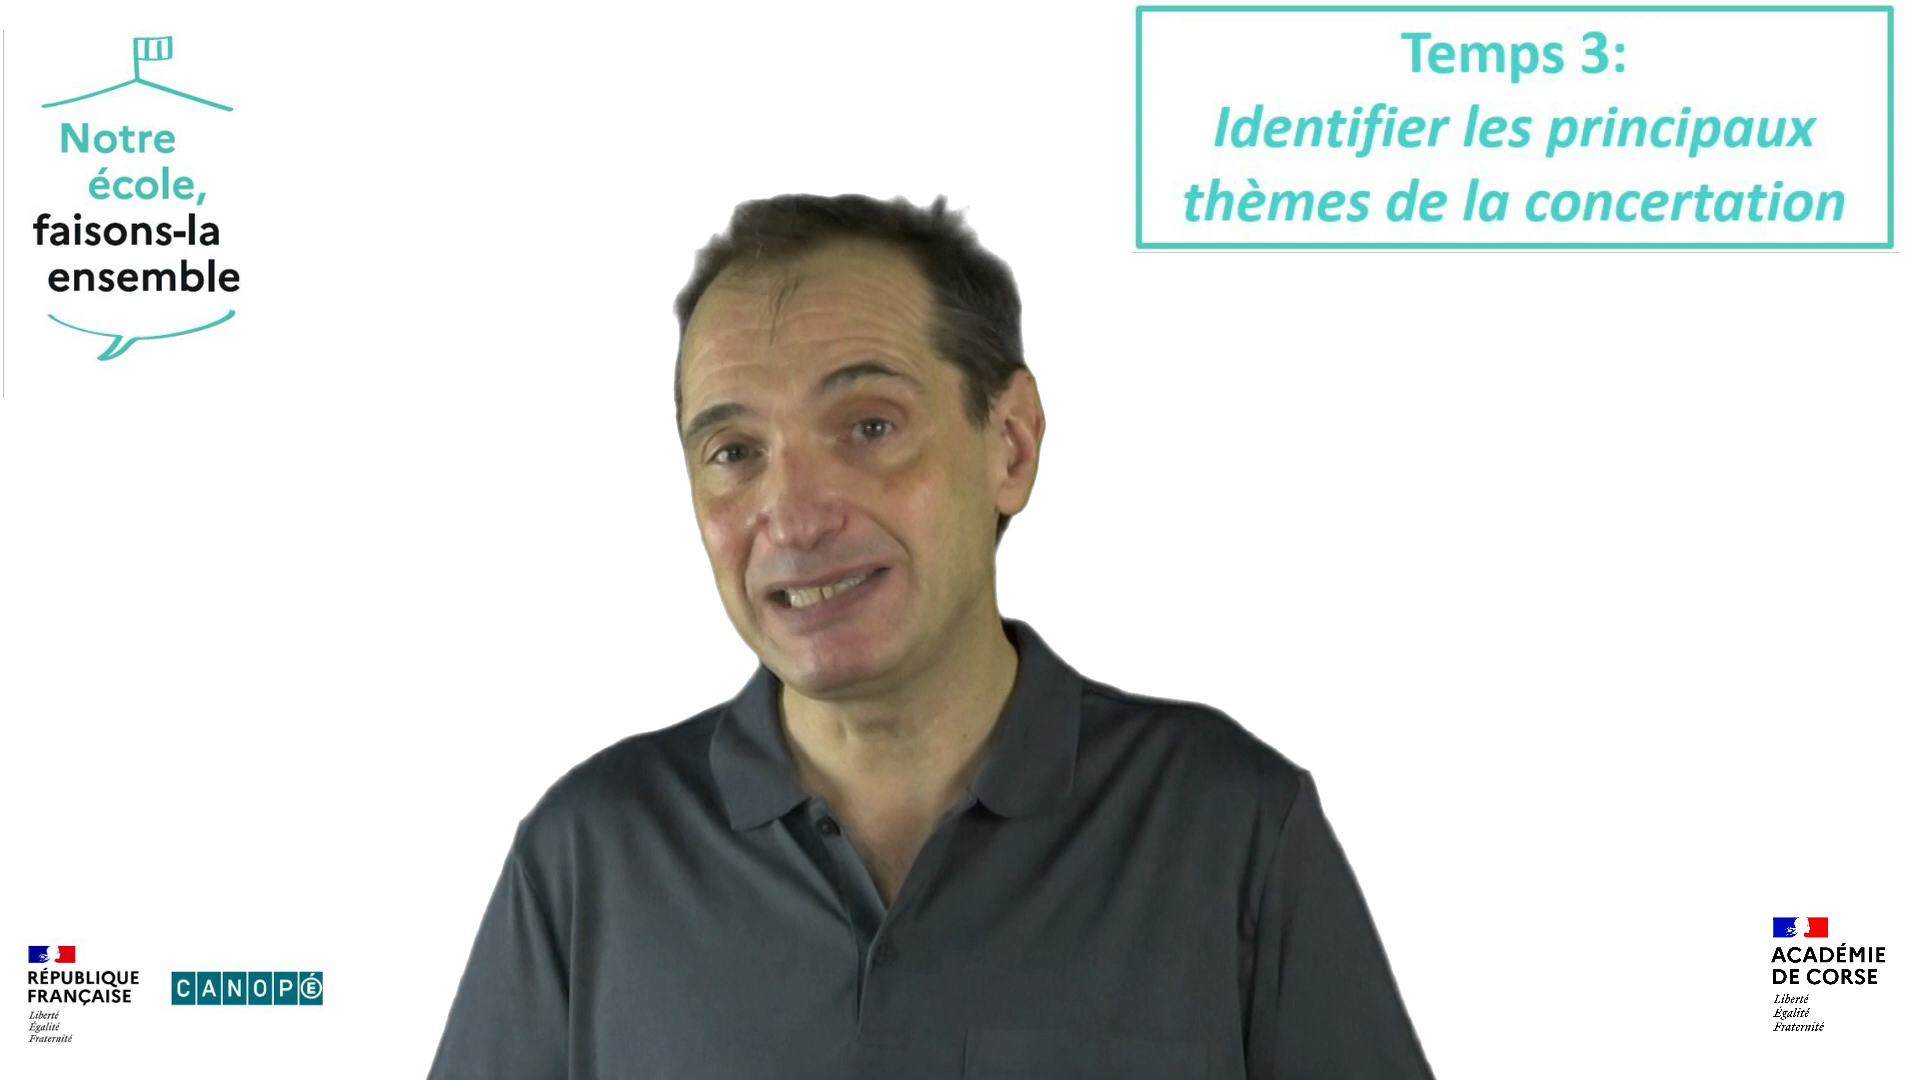 Notre
école,
faisons-la
ensemble
Temps 3:
Identifier les principaux
thèmes de la concertation
RÉPUBLIQUE
FRANÇAISE
Liberté
Égalité
Fraternité
CANOPÉ
ACADÉMIE
DE CORSE
Liberté
Égalité
Fraternité